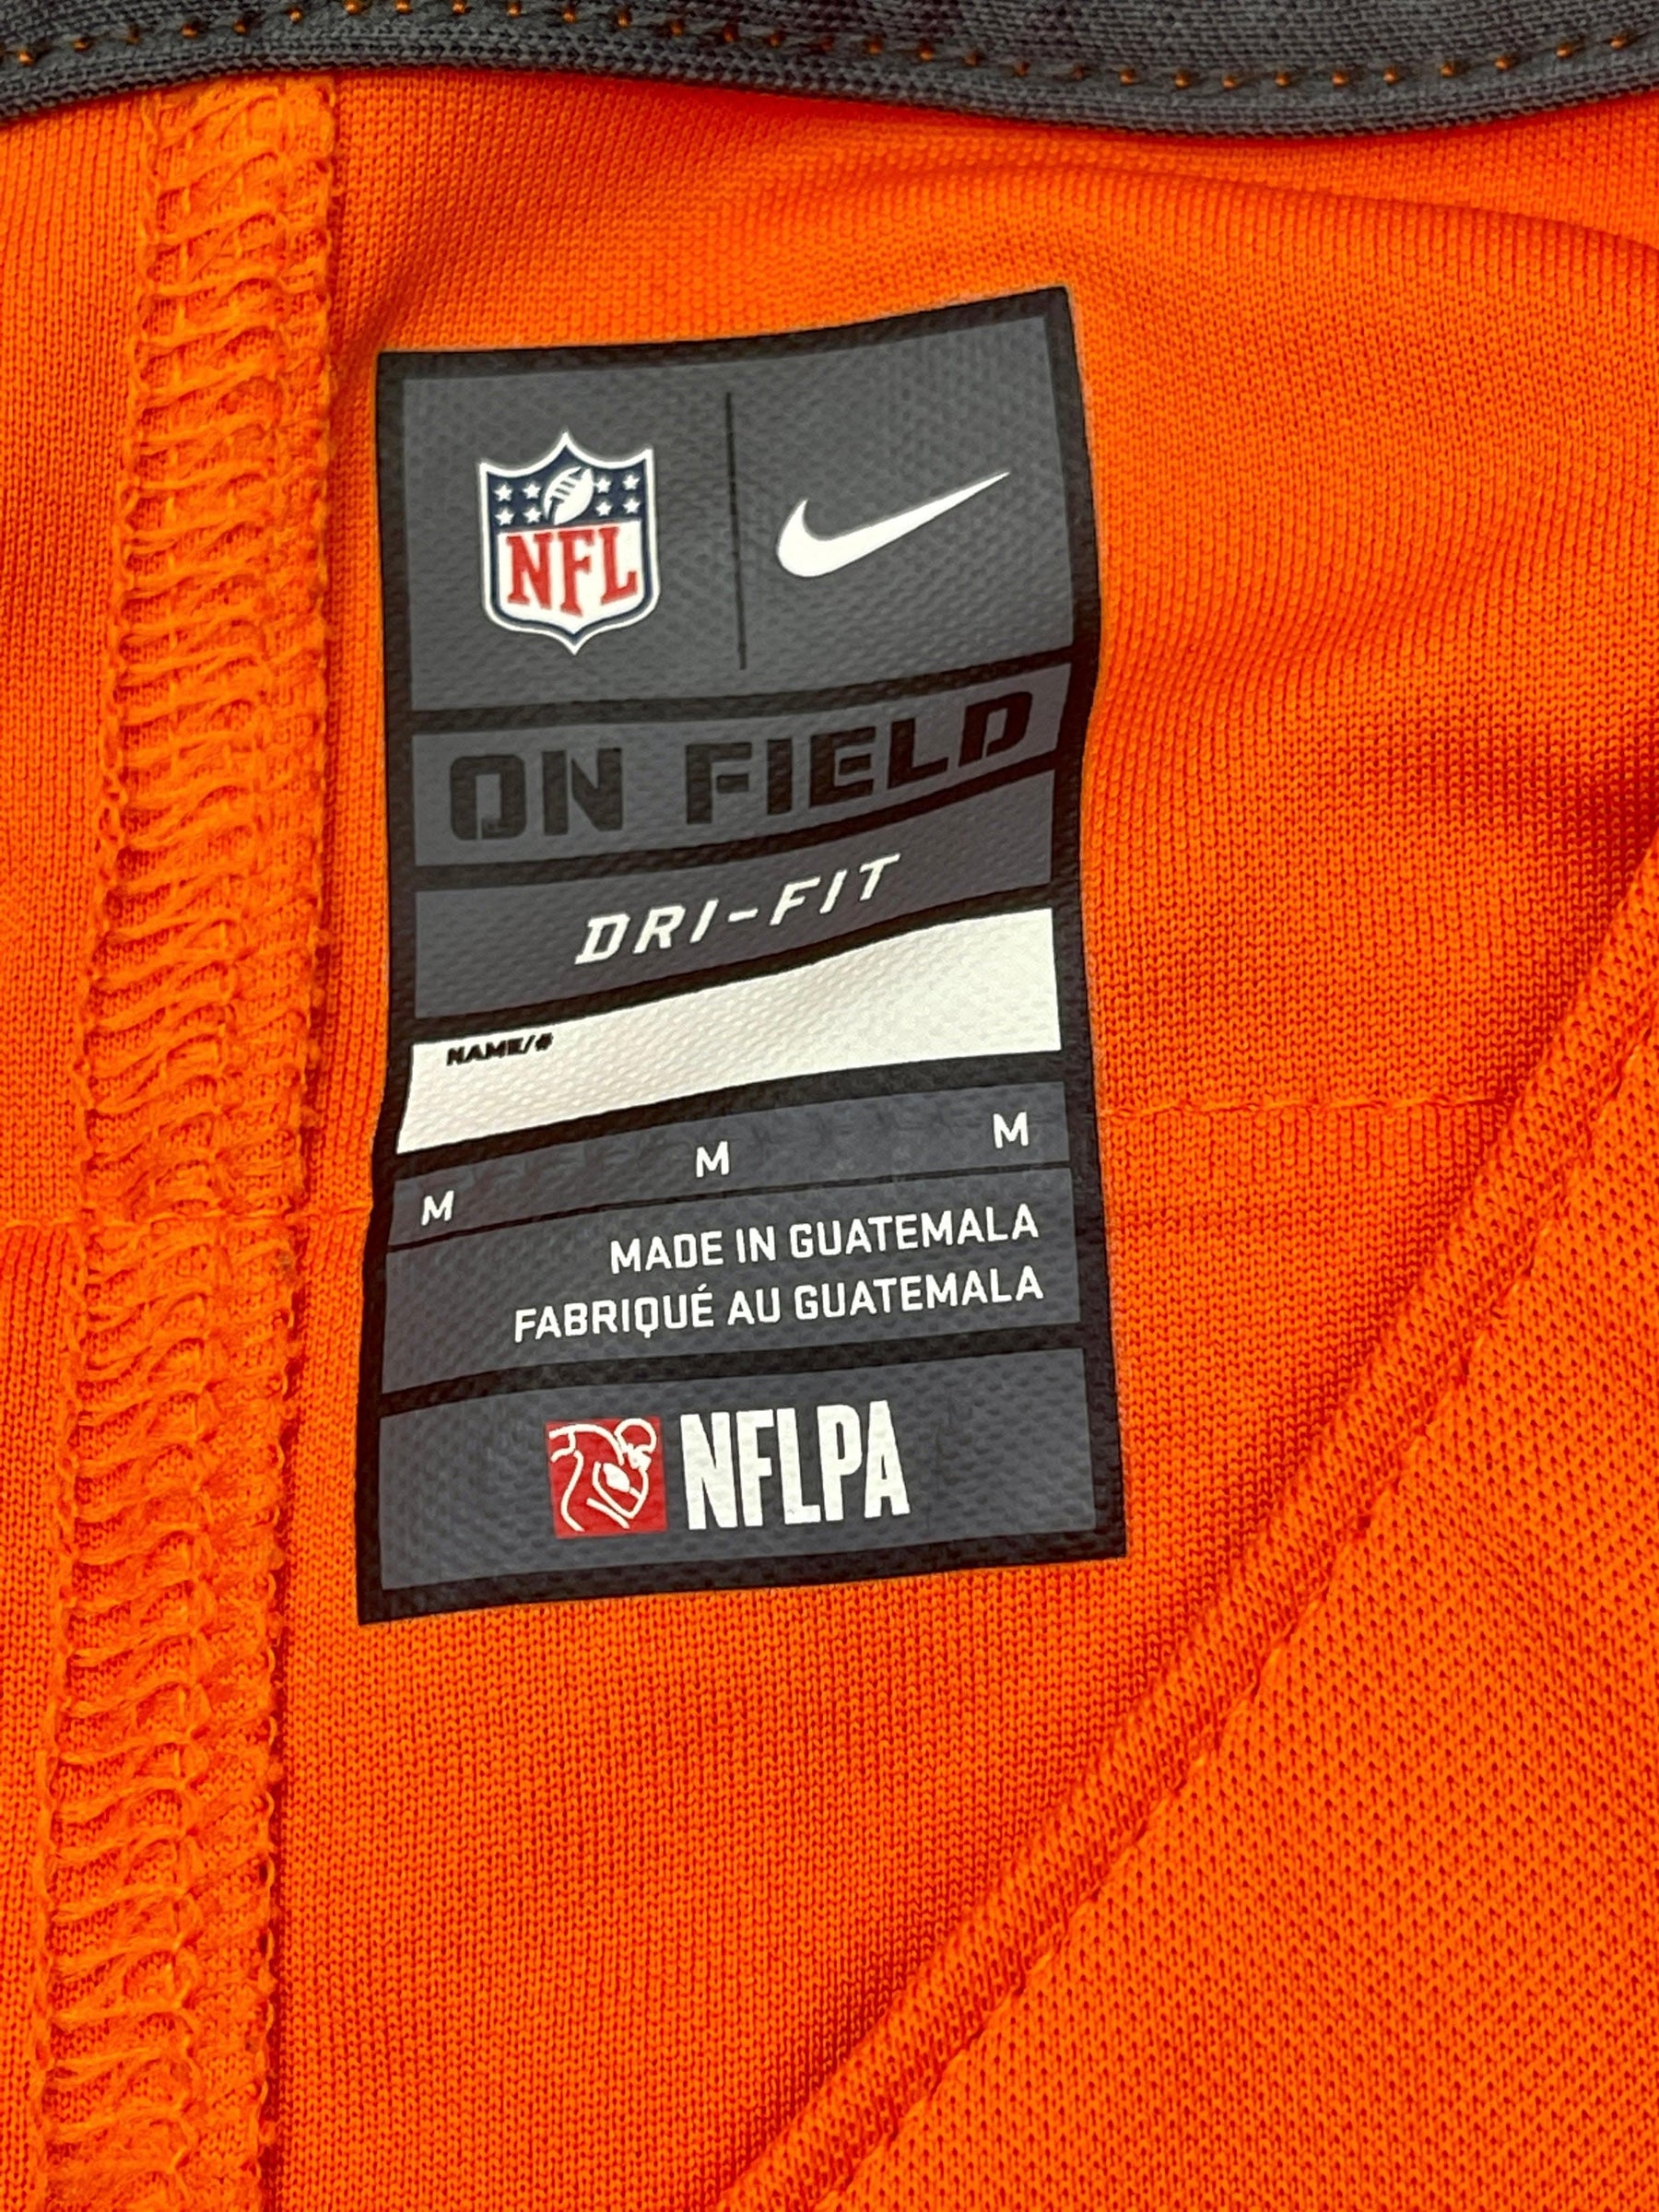 NFL
ON FIELD
DRI-FIT
NAME/#
M M M
MADE IN GUATEMALA
FABRIQUÉ AU GUATEMALA
NFLPA